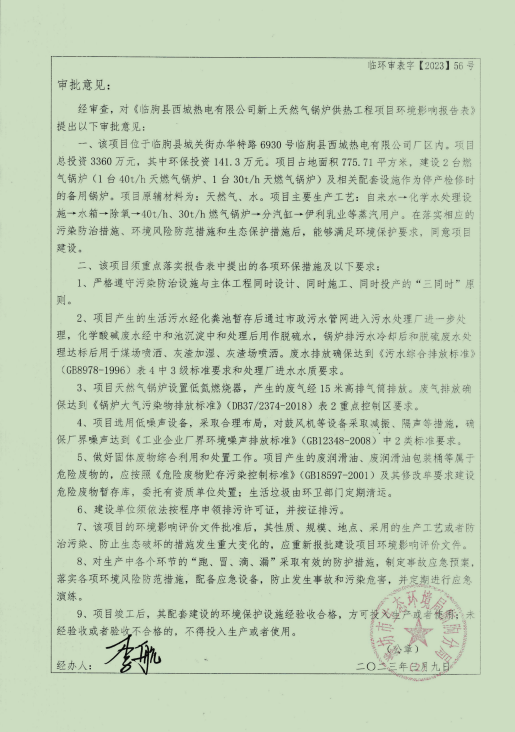 临环审表字【2023】56号
审批意见：
经审查，对《临朐县西城热电有限公司新上天然气锅炉供热工程项目环境影响报告表》
提出以下审批意见：
一、该项目位于临朐县城关街办华特路6930号临朐县西城热电有限公司厂区内。项目
总投资3360万元，其中环保投资141.3万元。项目占地面积775.71平方米，建设2台燃
气锅炉（1台40t/h天燃气锅炉、1台30t/h天燃气锅炉）及相关配套设施作为停产检修时
的备用锅炉。项目原辅材料为：天然气、水。项目主要生产工艺：自来水→化学水处理设
施→水箱→除氧→40t/h、30t/h燃气锅炉→分汽缸→伊利乳业等蒸汽用户。在落实相应的
污染防治措施、环境风险防范措施和生态保护措施后，能够满足环境保护要求，同意项目
建设。
二、该项目须重点落实报告表中提出的各项环保措施及以下要求：
1、严格遵守污染防治设施与主体工程同时设计、同时施工、同时投产的“三同时”原
则。
2、项目产生的生活污水经化粪池暂存后通过市政污水管网进入污水处理厂进一步处
理，化学酸碱废水经中和池沉淀中和处理后用作脱硫水，锅炉排污水冷却后和脱硫废水处
理达标后用于煤场喷洒、灰渣加湿、灰渣场喷洒。废水排放确保达到《污水综合排放标准》
（GB8978-1996）表4中3级标准要求和处理厂进水水质要求。
3、项目天然气锅炉设置低氮燃烧器，产生的废气经15米高排气筒排放。废气排放确
保达到《锅炉大气污染物排放标准》（DB37/2374-2018）表2重点控制区要求。
4、项目选用低噪声设备，采取合理布局，对鼓风机等设备采取减振、隔声等措施，确
保厂界噪声达到《工业企业厂界环境噪声排放标准》（GB12348-2008）中2类标准要求。
5、做好固体废物综合利用和处置工作。项目产生的废润滑油、废润滑油包装桶等属于
危险废物的，应按照《危险废物贮存污染控制标准》（GB18597-2001）及其修改单要求建设
危险废物暂存库，委托有资质单位处置；生活垃圾由环卫部门定期清运。
6、建设单位须依法按程序申领排污许可证，并按证排污。
7、该项目的环境影响评价文件批准后，其性质、规模、地点、采用的生产工艺或者防
治污染、防止生态破坏的措施发生重大变化的，应重新报批建设项目环境影响评价文件。
8、对生产中各个环节的“跑、冒、滴、漏”采取有效的防护措施，制定事故应急预案，
落实各项环境风险防范措施，配备应急设备，防止发生事故和污染危害，并定期进行应急
演练。
9、项目竣工后，其配套建设的环境保护设施经验收合格，方可投入生产或者使用；未
经验收或者验收不合格的，不得投入生产或者使用。
（公章）
经办人：李航
二〇二三年
月九日